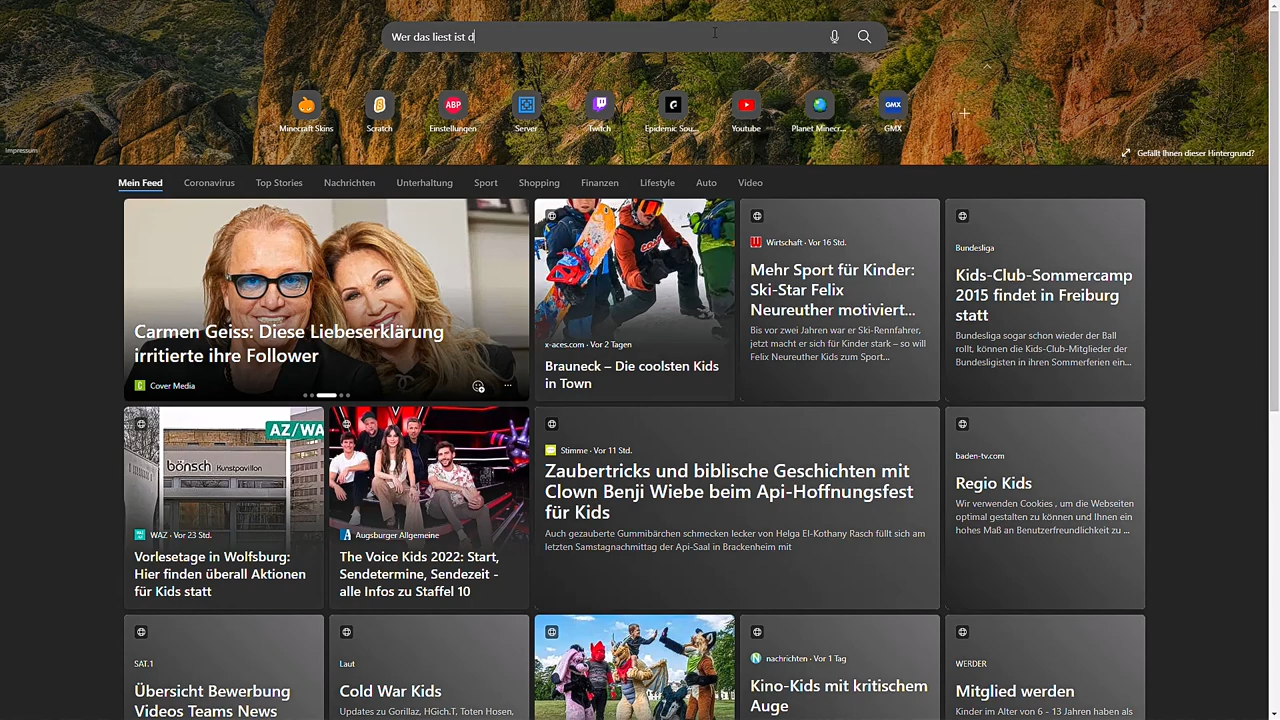 Wer das liest ist d
Minecraft Skins
Scratch
ABP
Einstellungen
Server
Twitch
Epidemic Sou...
Youtube
Planet Minecr...
GMX
GMX
Impressum
Gefällt Ihnen dieser Hintergrund?
Mein Feed
Coronavirus
Top Stories
Nachrichten
Unterhaltung
Sport
Shopping
Finanzen
Lifestyle
Auto
Video
Carmen Geiss: Diese Liebeserklärung
irritierte ihre Follower
Cover Media
x-aces.com · Vor 2 Tagen
Brauneck – Die coolsten Kids
in Town
Wirtschaft · Vor 16 Std.
Mehr Sport für Kinder:
Ski-Star Felix
Neureuther motiviert...
Bis vor zwei Jahren war er Ski-Rennfahrer,
jetzt macht er sich für Kinder stark – so will
Felix Neureuther Kids zum Sport...
Bundesliga
Kids-Club-Sommercamp
2015 findet in Freiburg
statt
Bundesliga sogar schon wieder der Ball
rollt, können die Kids-Club-Mitglieder der
Bundesligisten in ihren Sommerferien ein...
AZ/WA
bönsch Kunstpavillon
WAZ · Vor 23 Std.
Vorlesetage in Wolfsburg:
Hier finden überall Aktionen
für Kids statt
Augsburger Allgemeine
The Voice Kids 2022: Start,
Sendetermine, Sendezeit -
alle Infos zu Staffel 10
Stimme · Vor 11 Std.
Zaubertricks und biblische Geschichten mit
Clown Benji Wiebe beim Api-Hoffnungsfest
für Kids
Auch gezauberte Gummibärchen schmecken lecker von Helga El-Kothany Rasch füllt sich am
letzten Samstagnachmittag der Api-Saal in Brackenheim mit
baden-tv.com
Regio Kids
Wir verwenden Cookies , um die Webseiten
optimal gestalten zu können und Ihnen ein
hohes Maß an Benutzerfreundlichkeit zu ...
SAT.1
Übersicht Bewerbung
Videos Teams News
Laut
Cold War Kids
Updates zu Gorillaz, HGich.T, Toten Hosen,
nachrichten · Vor 1 Tag
Kino-Kids mit kritischem
Auge
WERDER
Mitglied werden
Kinder im Alter von 6 - 13 Jahren haben als